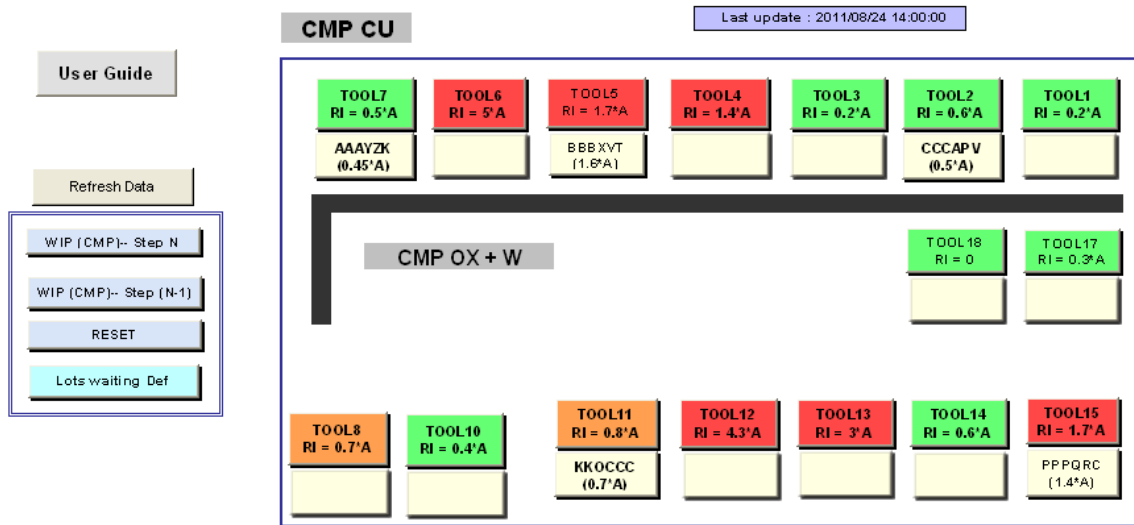 Last update : 2011/08/24 14:00:00
CMP CU
User Guide
TOOL7
RI = 0.5*A
TOOL6
RI = 5*A
TOOL5
RI = 1.7*A
TOOL4
RI = 1.4*A
TOOL3
RI = 0.2*A
TOOL2
RI = 0.6*A
TOOL1
RI = 0.2*A
AAAYZK
(0.45*A)
BBBXVT
(1.6*A)
CCCAPV
(0.5*A)
Refresh Data
WIP (CMP)-- Step N
WIP (CMP)-- Step (N-1)
RESET
Lots waiting Def
CMP OX + W
TOOL18
RI = 0
TOOL17
RI = 0.3*A
TOOL8
RI = 0.7*A
TOOL10
RI = 0.4*A
TOOL11
RI = 0.8*A
TOOL12
RI = 4.3*A
TOOL13
RI = 3*A
TOOL14
RI = 0.6*A
TOOL15
RI = 1.7*A
KKOCCC
(0.7*A)
PPPQRC
(1.4*A)